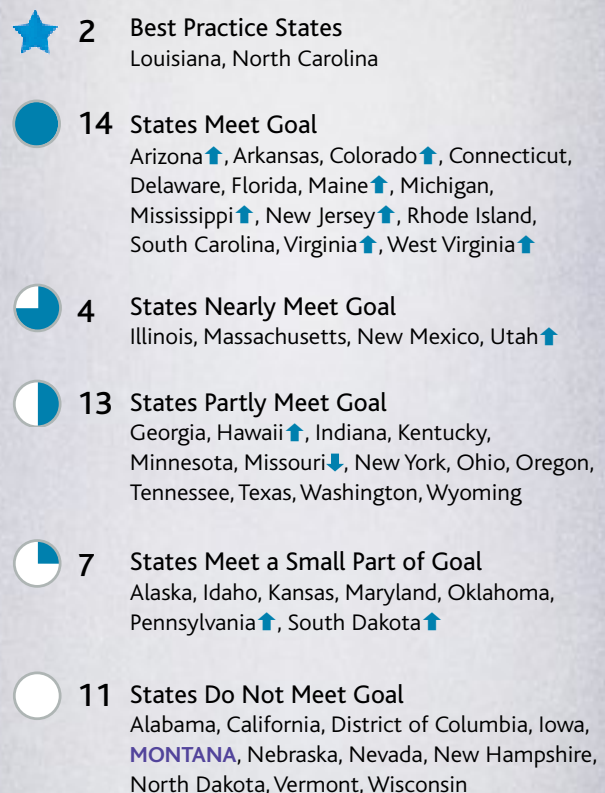 2 Best Practice States
Louisiana, North Carolina
14 States Meet Goal
Arizona⬆, Arkansas, Colorado⬆, Connecticut,
Delaware, Florida, Maine⬆, Michigan,
Mississippi⬆, New Jersey⬆, Rhode Island,
South Carolina, Virginia⬆, West Virginia⬆
4 States Nearly Meet Goal
Illinois, Massachusetts, New Mexico, Utah⬆
13 States Partly Meet Goal
Georgia, Hawaii⬆, Indiana, Kentucky,
Minnesota, Missouri⬇, New York, Ohio, Oregon,
Tennessee, Texas, Washington, Wyoming
7 States Meet a Small Part of Goal
Alaska, Idaho, Kansas, Maryland, Oklahoma,
Pennsylvania⬆, South Dakota⬆
11 States Do Not Meet Goal
Alabama, California, District of Columbia, Iowa,
MONTANA, Nebraska, Nevada, New Hampshire,
North Dakota, Vermont, Wisconsin